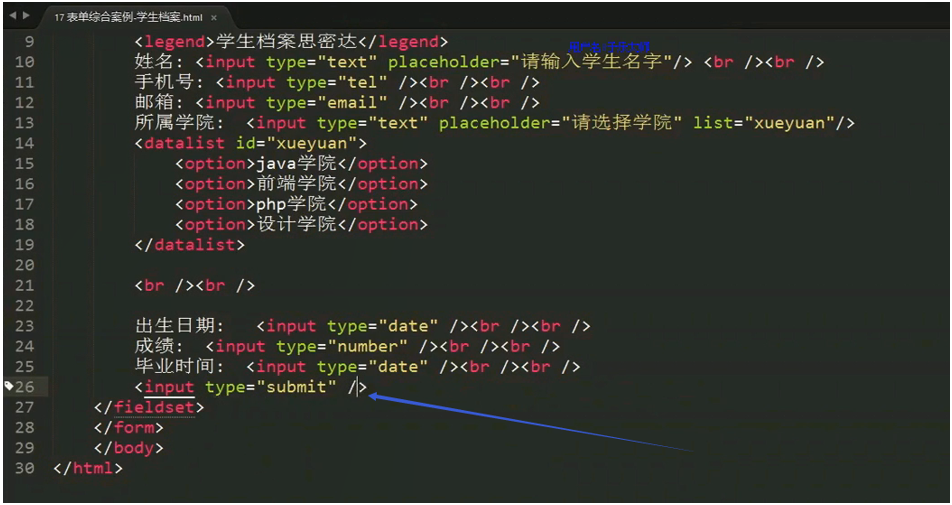 17 表单综合案例-学生档案.html ×
9 <legend>学生档案思密达</legend>
10 姓名: <input type="text" placeholder="请输入学生名字"/> <br /><br />
11 手机号: <input type="tel" /><br /><br />
12 邮箱: <input type="email" /><br /><br />
13 所属学院: <input type="text" placeholder="请选择学院" list="xueyuan"/>
14 <datalist id="xueyuan">
15 <option>java学院</option>
16 <option>前端学院</option>
17 <option>php学院</option>
18 <option>设计学院</option>
19 </datalist>
20
21 <br /><br />
22
23 出生日期: <input type="date" /><br /><br />
24 成绩: <input type="number" /><br /><br />
25 毕业时间: <input type="date" /><br /><br />
26 <input type="submit" />
27 </fieldset>
28 </form>
29 </body>
30 </html>